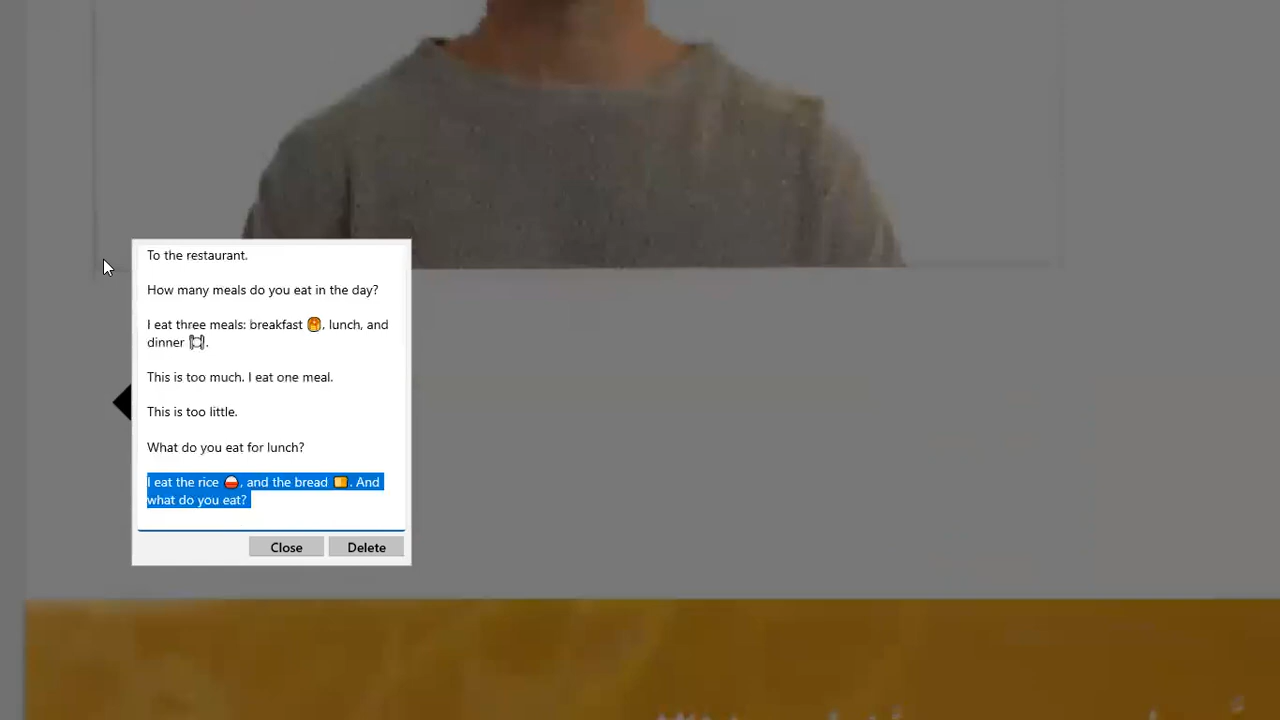 To the restaurant.
How many meals do you eat in the day?
I eat three meals: breakfast 🥞, lunch, and
dinner 🍽.
This is too much. I eat one meal.
This is too little.
What do you eat for lunch?
I eat the rice 🍚, and the bread 🍞. And
what do you eat?
Close Delete